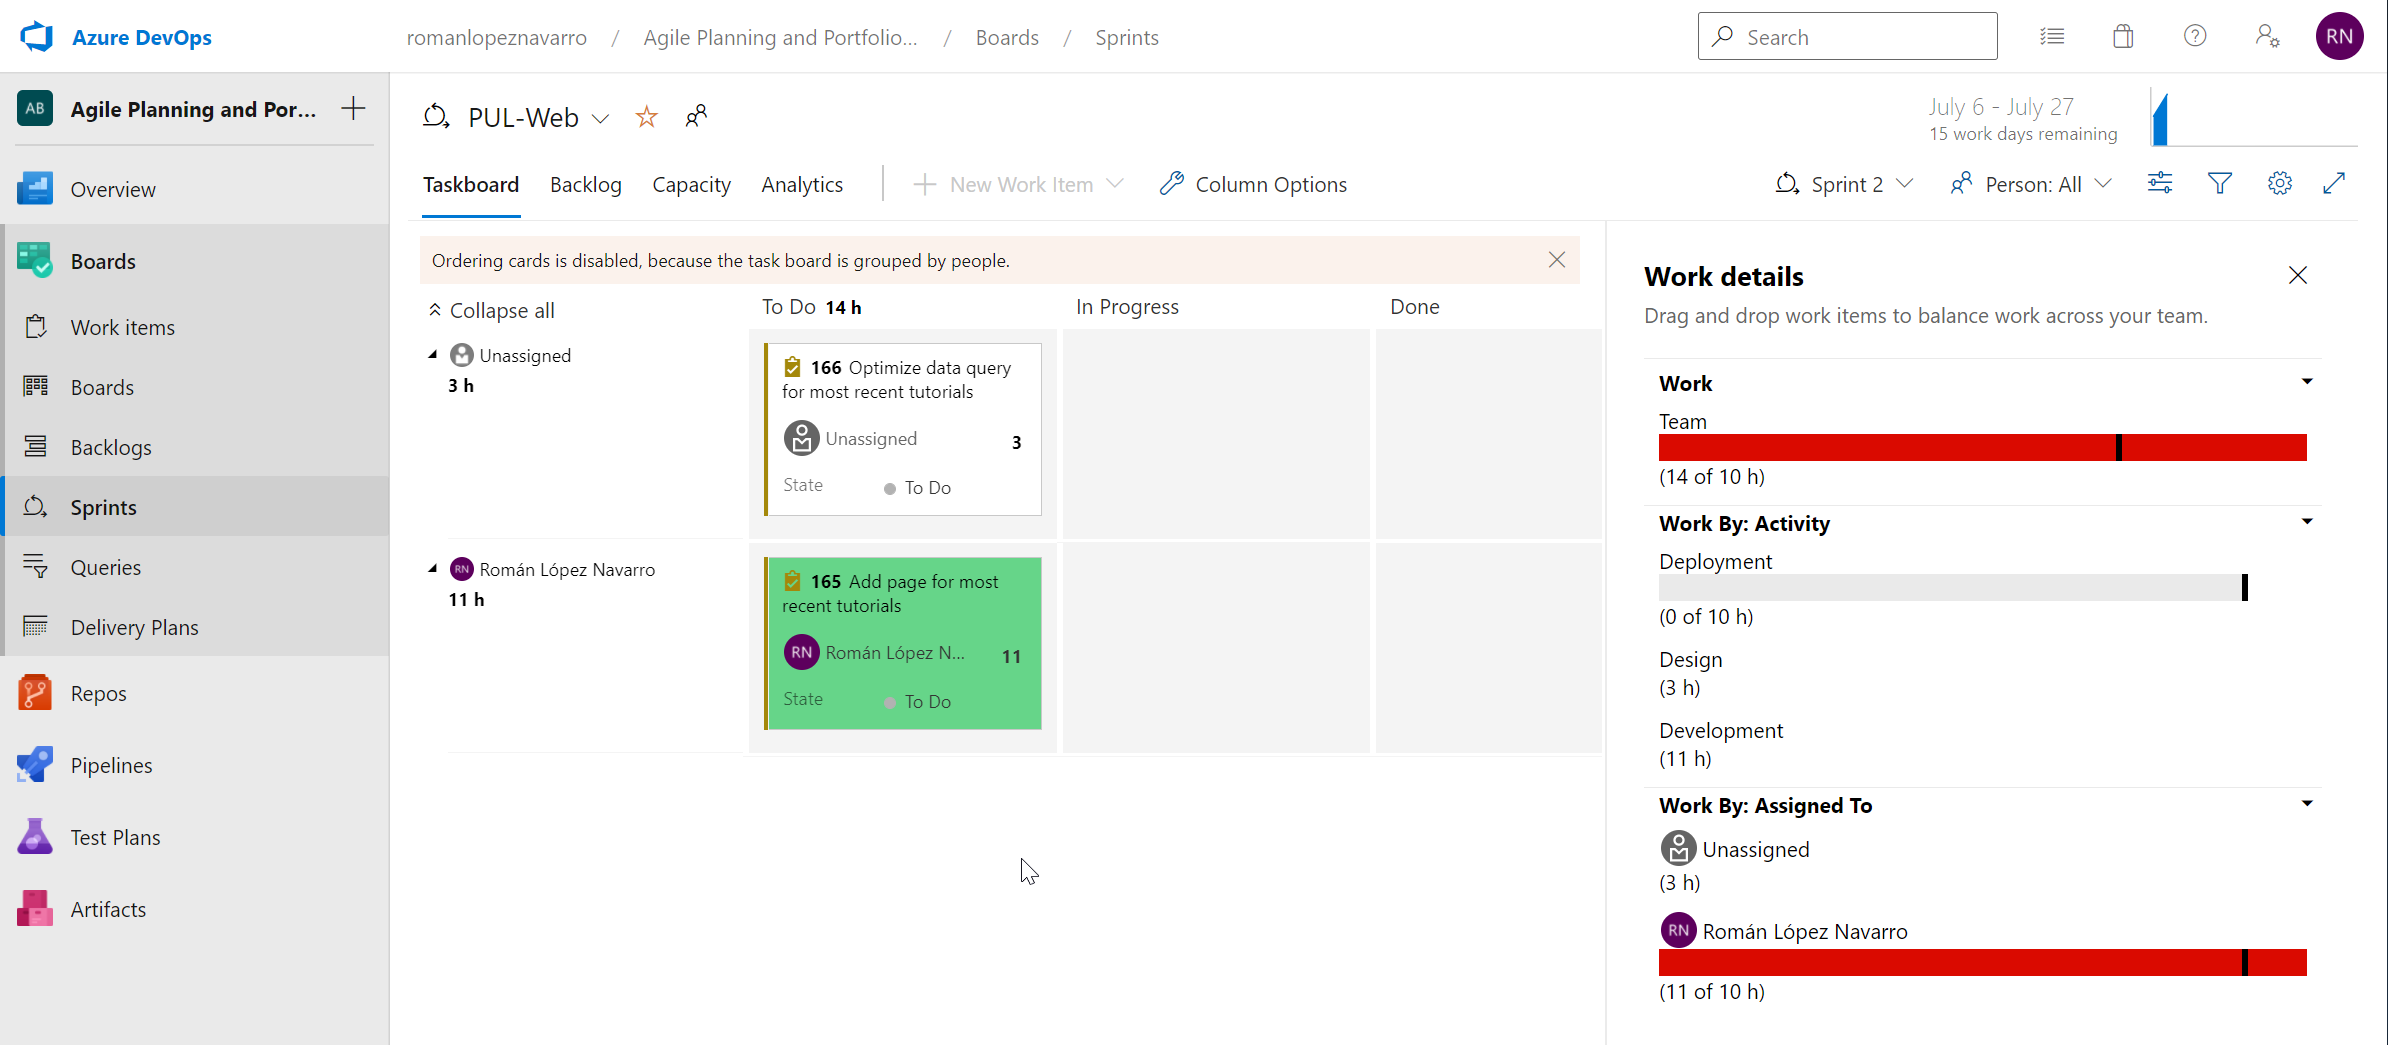 Azure DevOps
romanlopeznavarro / Agile Planning and Portfolio... / Boards / Sprints
Search
RN
AB Agile Planning and Por...
Overview
Boards
Work items
Boards
Backlogs
Sprints
Queries
Delivery Plans
Repos
Pipelines
Test Plans
Artifacts
PUL-Web
July 6 - July 27
15 work days remaining
Taskboard Backlog Capacity Analytics New Work Item Column Options Sprint 2 Person: All
Ordering cards is disabled, because the task board is grouped by people.
Collapse all To Do 14 h In Progress Done
Unassigned
3 h
166 Optimize data query
for most recent tutorials
Unassigned 3
State To Do
RN Román López Navarro
11 h
165 Add page for most
recent tutorials
RN Román López N... 11
State To Do
Work details
Drag and drop work items to balance work across your team.
Work
Team
(14 of 10 h)
Work By: Activity
Deployment
(0 of 10 h)
Design
(3 h)
Development
(11 h)
Work By: Assigned To
Unassigned
(3 h)
RN Román López Navarro
(11 of 10 h)